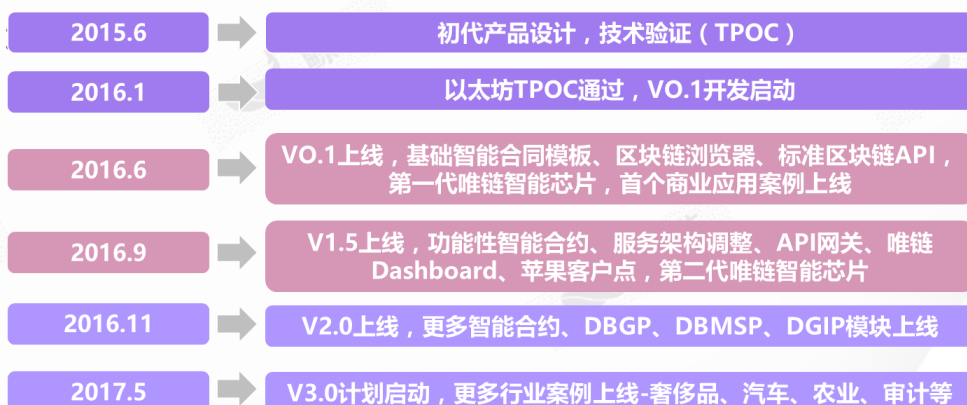 2015.6
初代产品设计，技术验证（TPOC）
2016.1
以太坊TPOC通过，VO.1开发启动
2016.6
VO.1上线，基础智能合同模板、区块链浏览器、标准区块链API，
第一代唯链智能芯片，首个商业应用案例上线
2016.9
V1.5上线，功能性智能合约、服务架构调整、API网关、唯链
Dashboard、苹果客户点，第二代唯链智能芯片
2016.11
V2.0上线，更多智能合约、DBGP、DBMSP、DGIP模块上线
2017.5
V3.0计划启动，更多行业案例上线-奢侈品、汽车、农业、审计等